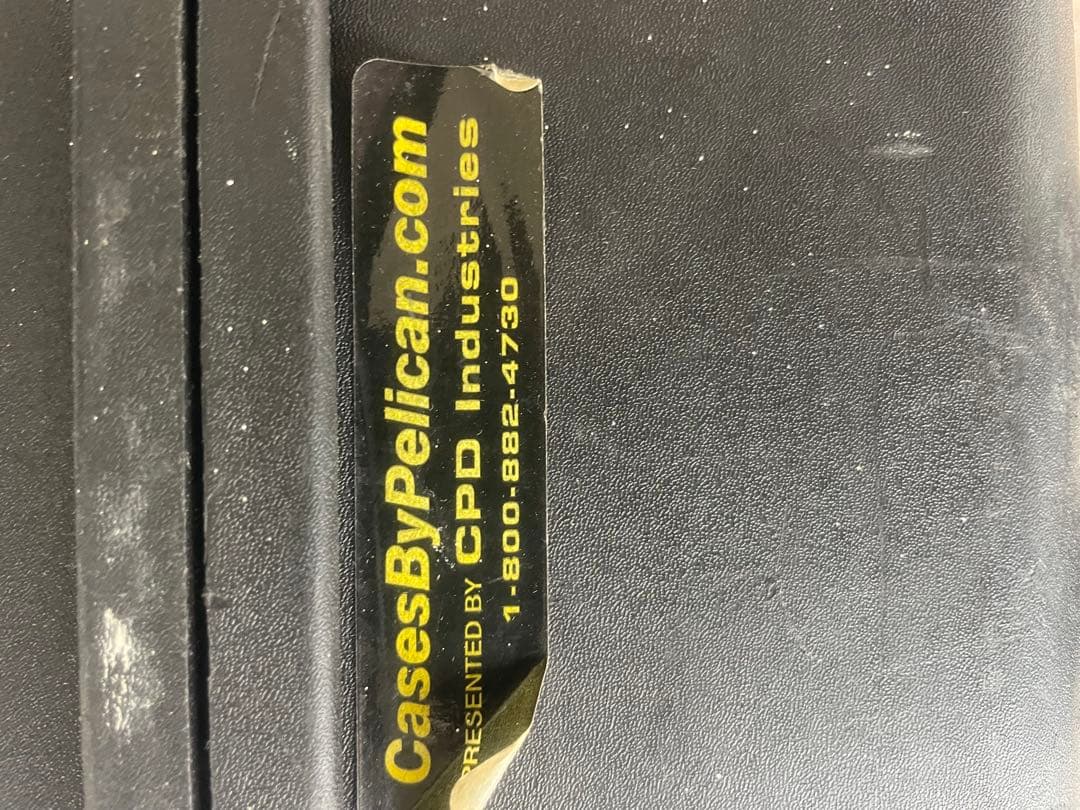 CasesByPelican.com
PRESENTED BY CPD Industries
1-800-882-4730